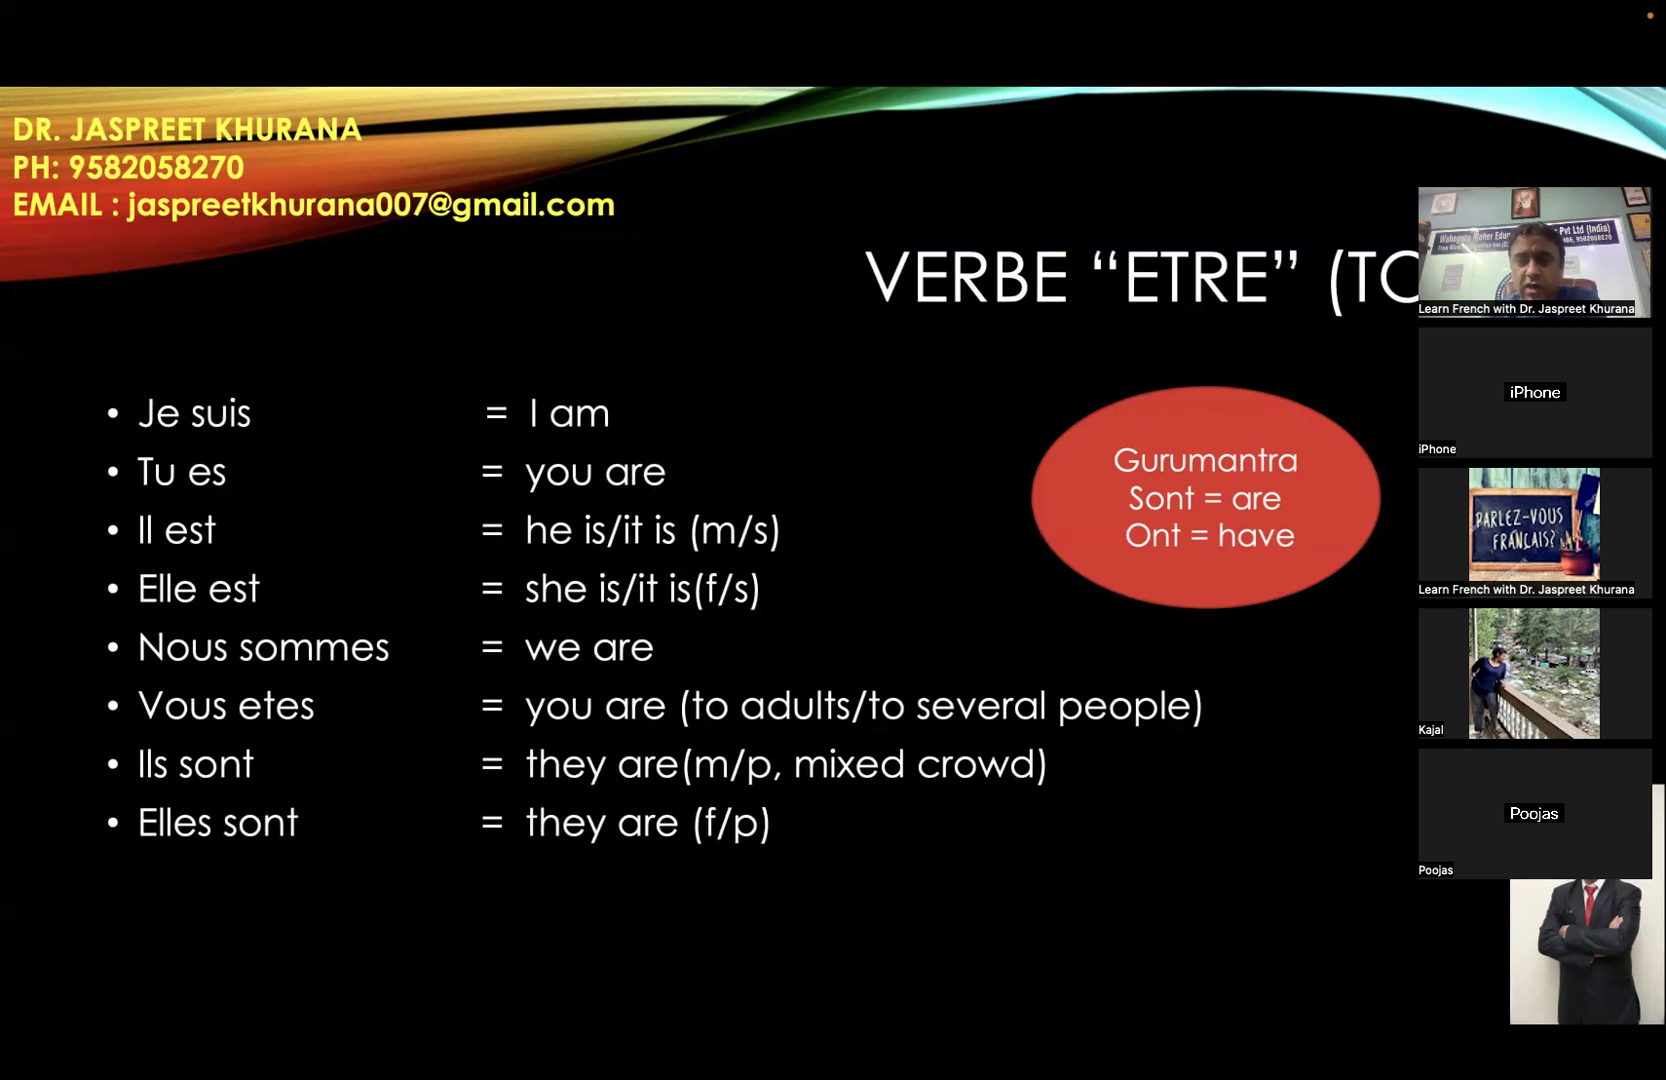 DR. JASPREET KHURANA
PH: 9582058270
EMAIL : jaspreetkhurana007@gmail.com
VERBE “ETRE” (TO
• Je suis = I am
• Tu es = you are
• Il est = he is/it is (m/s)
• Elle est = she is/it is(f/s)
• Nous sommes = we are
• Vous etes = you are (to adults/to several people)
• Ils sont = they are(m/p, mixed crowd)
• Elles sont = they are (f/p)
Gurumantra
Sont = are
Ont = have
Pvt Ltd (India)
Learn French with Dr. Jaspreet Khurana
iPhone
iPhone
PARLEZ-VOUS
FRANÇAIS?
Learn French with Dr. Jaspreet Khurana
Kajal
Poojas
Poojas